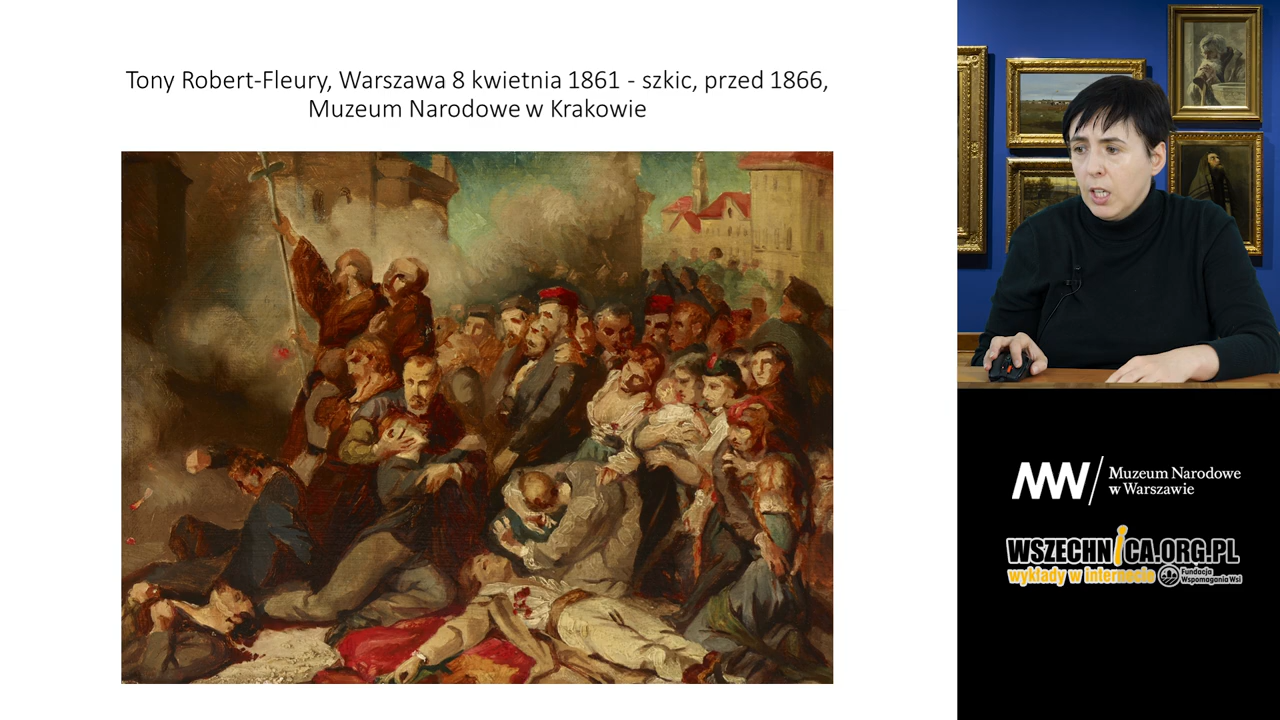 Tony Robert-Fleury, Warszawa 8 kwietnia 1861 - szkic, przed 1866,
Muzeum Narodowe w Krakowie
MNW
Muzeum Narodowe
w Warszawie
WSZECHNICA.ORG.PL
wykłady w internecie
Fundacja
Wspomagania Wsi